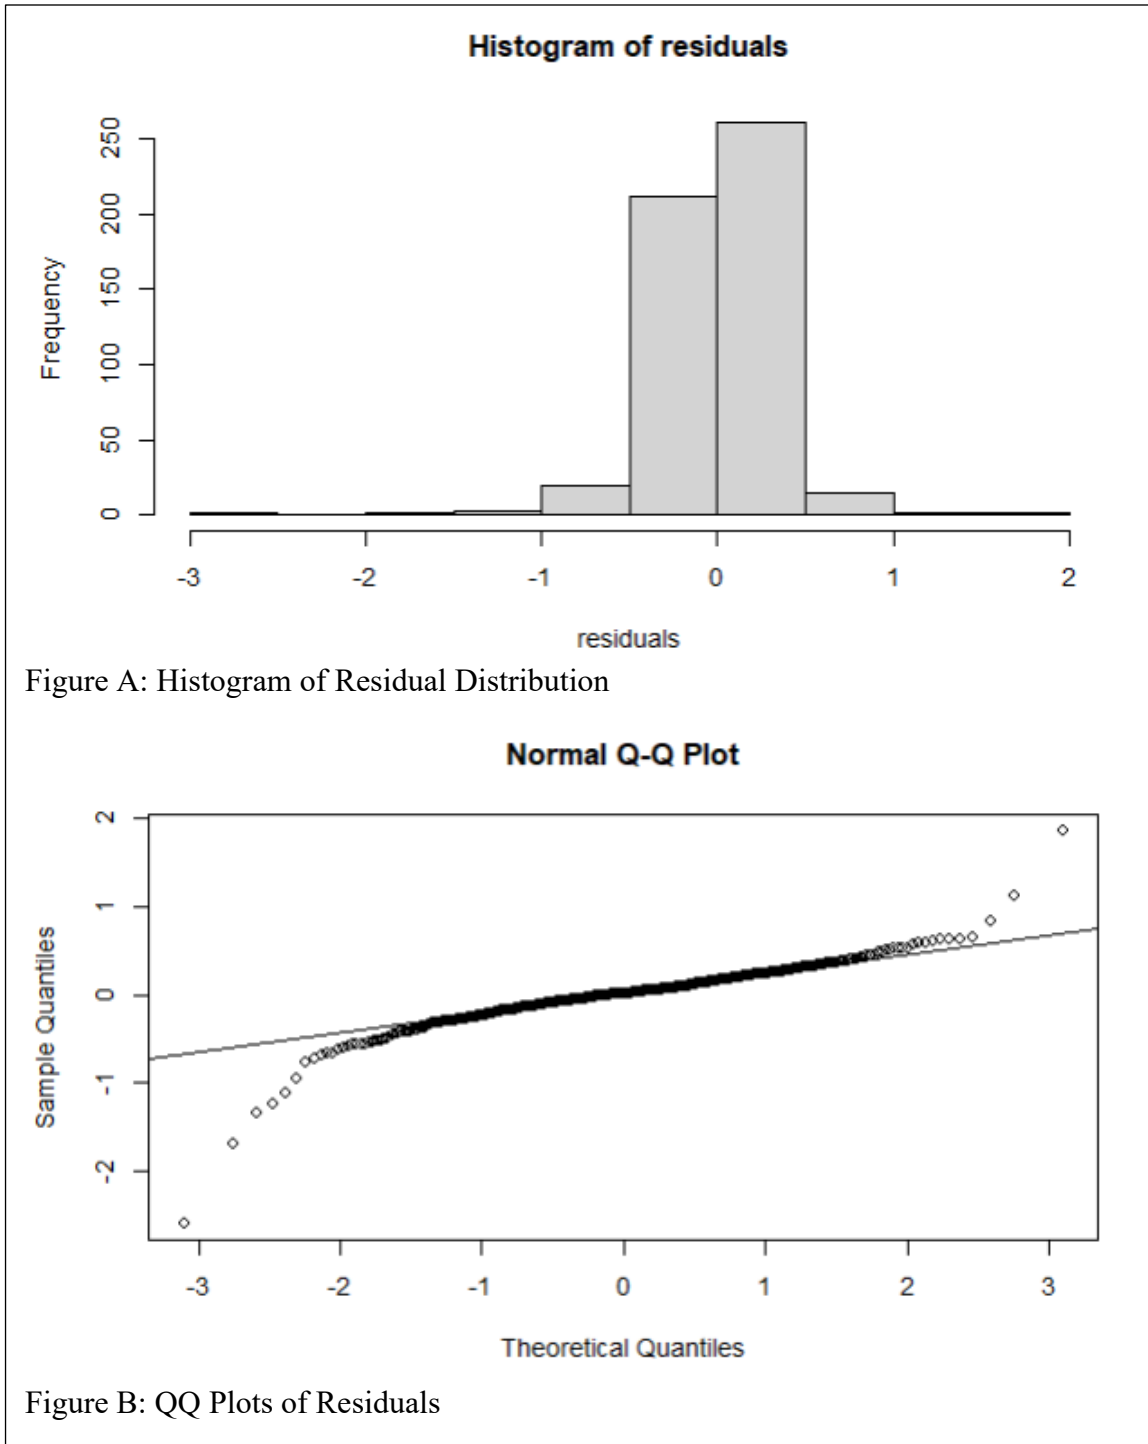 Histogram of residuals
250
200
150
100
50
0
Frequency
-3 -2 -1 0 1 2
residuals
Figure A: Histogram of Residual Distribution
Normal Q-Q Plot
2
1
0
-1
-2
Sample Quantiles
-3 -2 -1 0 1 2 3
Theoretical Quantiles
Figure B: QQ Plots of Residuals